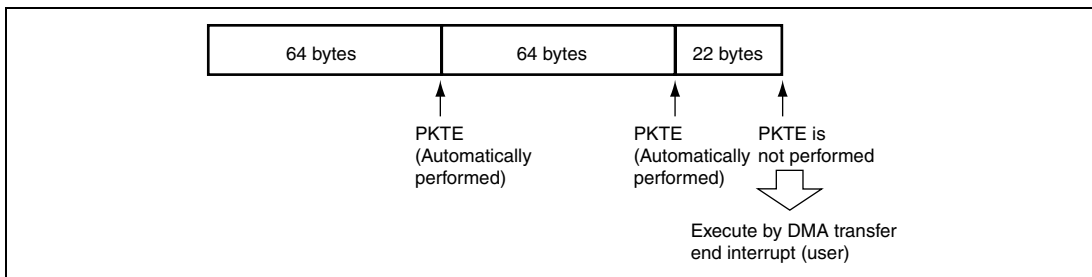 64 bytes
64 bytes
22 bytes
PKTE
(Automatically
performed)
PKTE
(Automatically
performed)
PKTE is
not performed
Execute by DMA transfer
end interrupt (user)